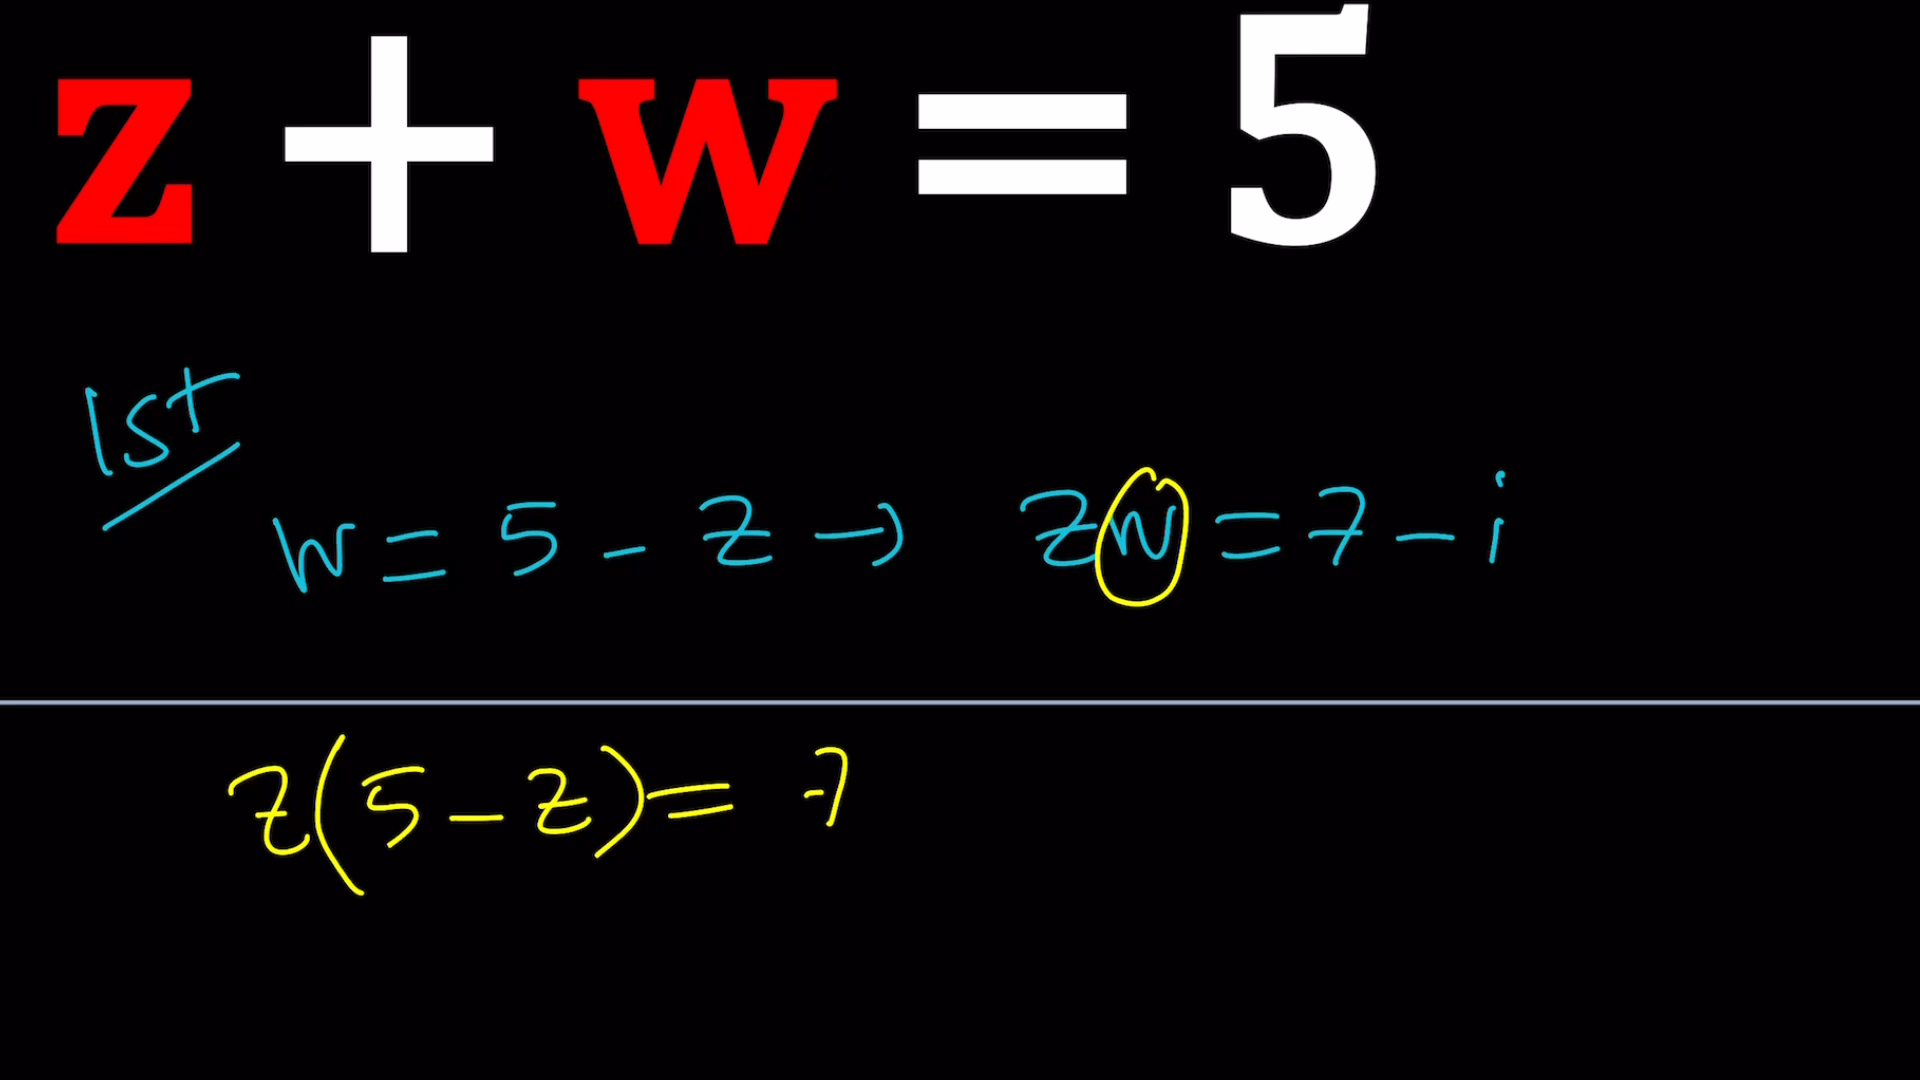 z + w = 5
1st
w = 5 - z → zw = 7 - i
z(5 - z) = 7